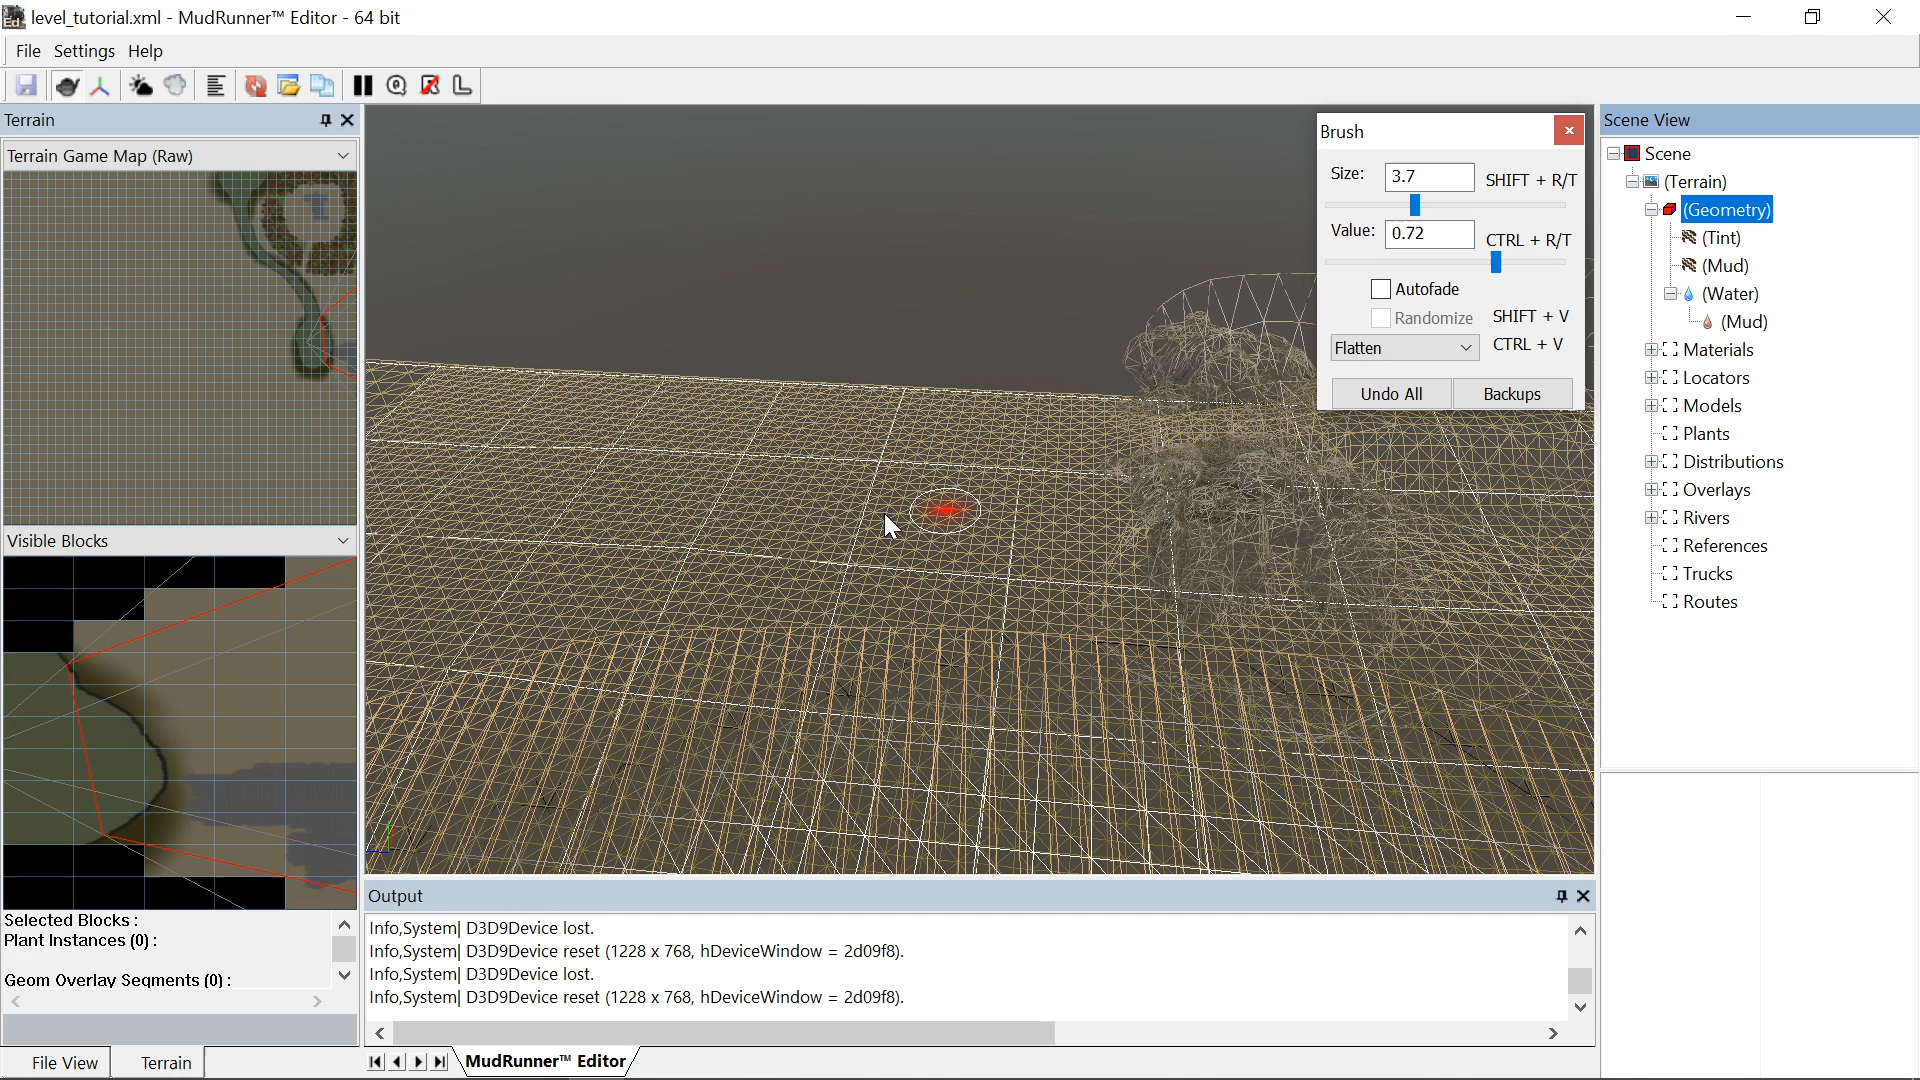 level_tutorial.xml - MudRunner™ Editor - 64 bit
File Settings Help
Terrain
Terrain Game Map (Raw)
Visible Blocks
Selected Blocks :
Plant Instances (0) :
Geom Overlay Segments (0) :
File View Terrain
Brush
Size: 3.7 SHIFT + R/T
Value: 0.72 CTRL + R/T
Autofade
Randomize SHIFT + V
Flatten CTRL + V
Undo All Backups
Output
Info,System| D3D9Device lost.
Info,System| D3D9Device reset (1228 x 768, hDeviceWindow = 2d09f8).
Info,System| D3D9Device lost.
Info,System| D3D9Device reset (1228 x 768, hDeviceWindow = 2d09f8).
MudRunner™ Editor
Scene View
Scene
(Terrain)
(Geometry)
(Tint)
(Mud)
(Water)
(Mud)
Materials
Locators
Models
Plants
Distributions
Overlays
Rivers
References
Trucks
Routes